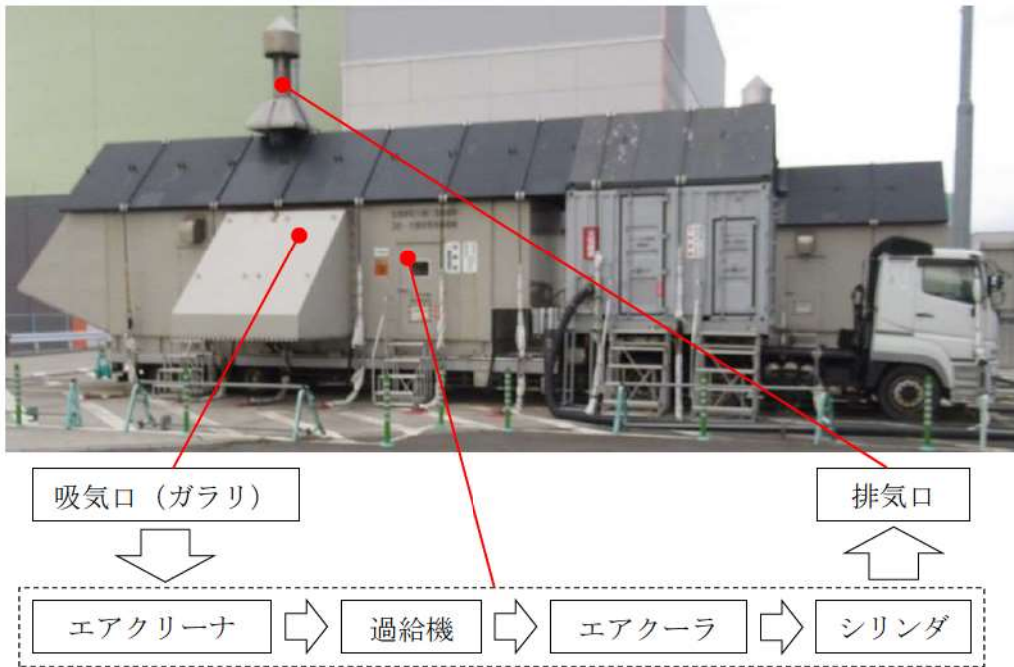 吸気口（ガラリ）
排気口
エアクリーナ
過給機
エアクーラ
シリンダ